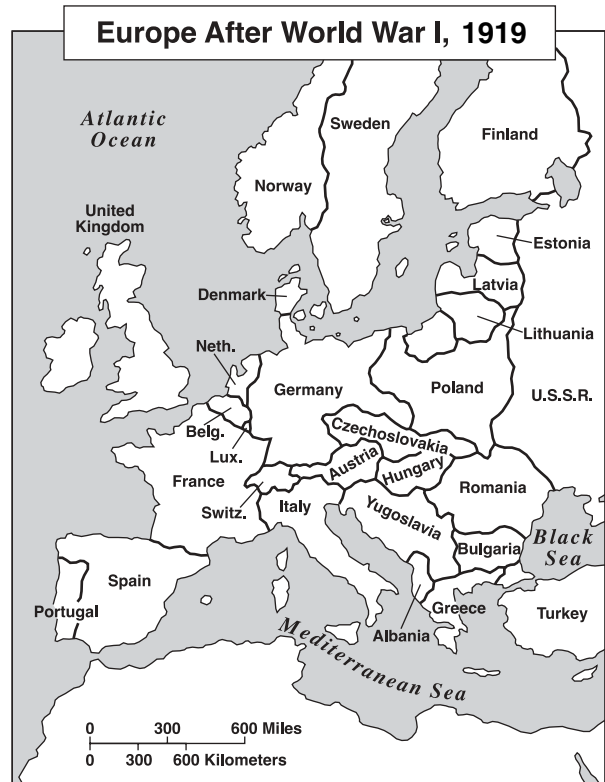 Europe After World War I, 1919
Atlantic
Ocean
Sweden
Finland
Norway
United
Kingdom
Estonia
Latvia
Denmark
Lithuania
Neth.
Germany
Poland
U.S.S.R.
Belg.
Czechoslovakia
Lux.
Austria
Hungary
France
Romania
Switz.
Italy
Yugoslavia
Black
Sea
Bulgaria
Spain
Portugal
Albania
Greece
Turkey
Mediterranean Sea
0 300 600 Miles
0 300 600 Kilometers